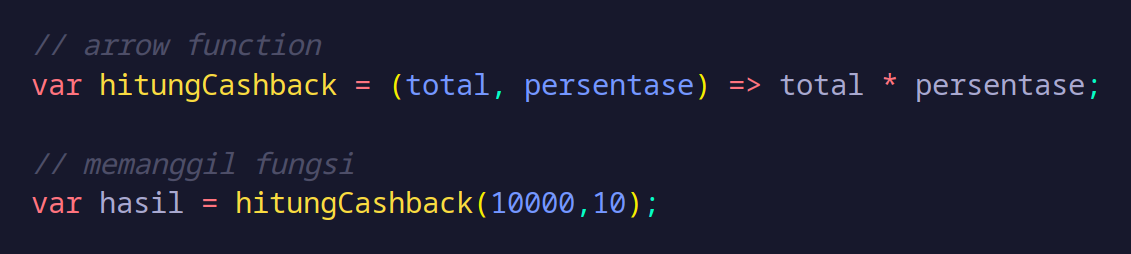 // arrow function
var hitungCashback = (total, persentase) => total * persentase;
// memanggil fungsi
var hasil = hitungCashback(10000,10);